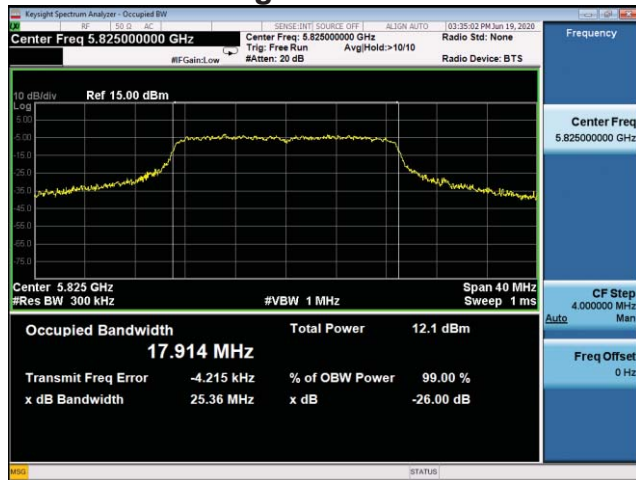 Keysight Spectrum Analyzer - Occupied BW
RF 50 Ω AC SENSE:INT SOURCE OFF ALIGN AUTO 03:35:02 PM Jun 19, 2020
Center Freq 5.825000000 GHz
Center Freq: 5.825000000 GHz
Radio Std: None
Trig: Free Run Avg|Hold:>10/10
#IFGain:Low #Atten: 20 dB Radio Device: BTS
Frequency
10 dB/div Ref 15.00 dBm
Log
5.00
-5.00
-15.0
-25.0
-35.0
-45.0
-55.0
-65.0
-75.0
Center Freq
5.825000000 GHz
Center 5.825 GHz Span 40 MHz
#Res BW 300 kHz #VBW 1 MHz Sweep 1 ms
CF Step
4.000000 MHz
Auto Man
Occupied Bandwidth Total Power 12.1 dBm
17.914 MHz
Transmit Freq Error -4.215 kHz % of OBW Power 99.00 %
x dB Bandwidth 25.36 MHz x dB -26.00 dB
Freq Offset
0 Hz
MSG STATUS